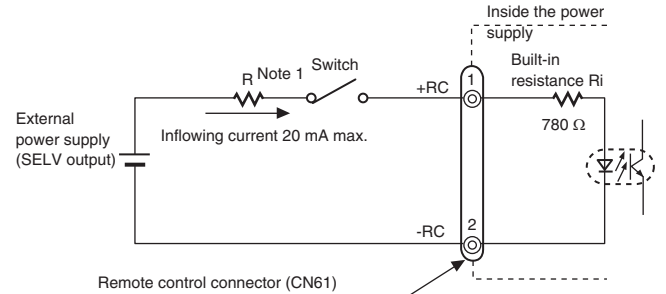 Inside the power
supply
R Note 1 Switch
+RC
1
Built-in
resistance Ri
780 Ω
External
power supply
(SELV output)
Inflowing current 20 mA max.
-RC
2
Remote control connector (CN61)